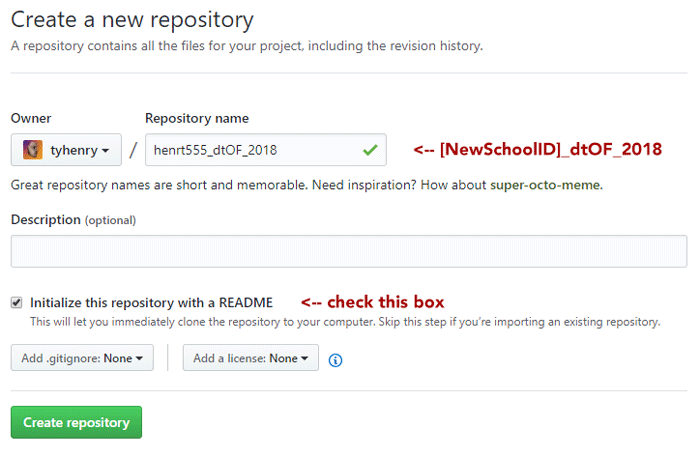 Create a new repository
A repository contains all the files for your project, including the revision history.
Owner
Repository name
tyhenry / henrt555_dtOF_2018 <-- [NewSchoolID]_dtOF_2018
Great repository names are short and memorable. Need inspiration? How about super-octo-meme.
Description (optional)
Initialize this repository with a README <-- check this box
This will let you immediately clone the repository to your computer. Skip this step if you’re importing an existing repository.
Add .gitignore: None Add a license: None
Create repository